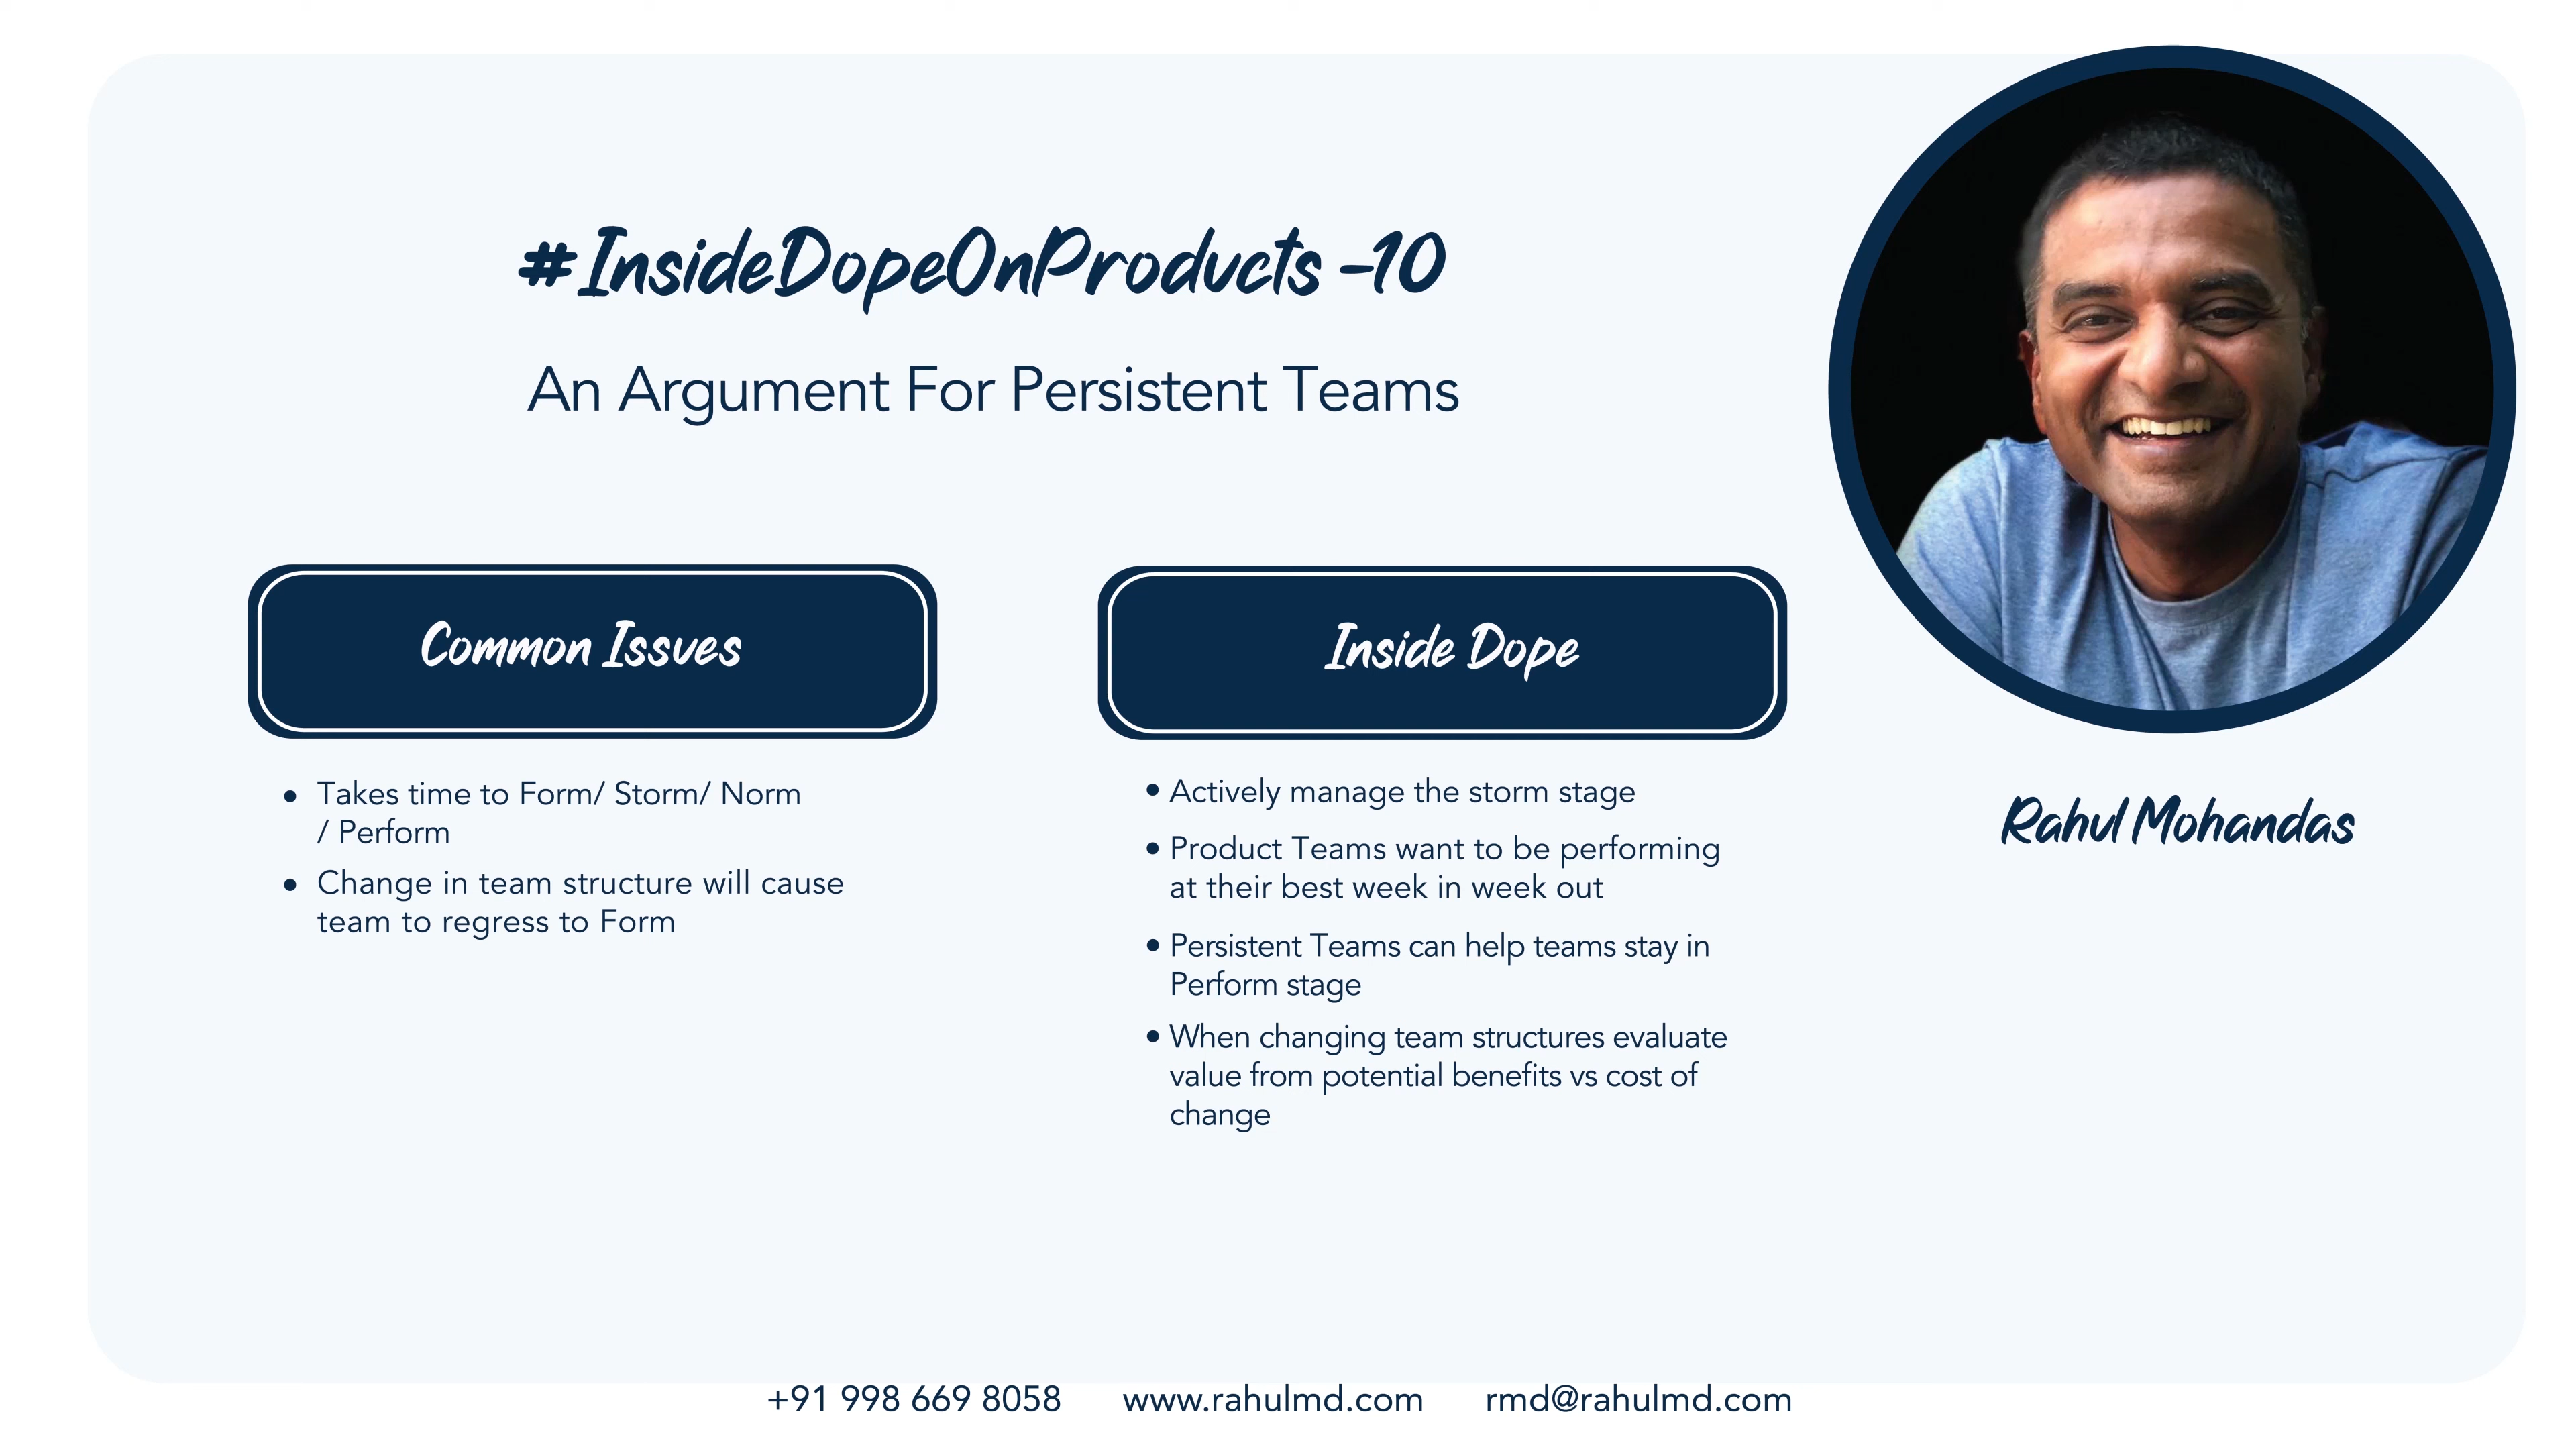 #InsideDopeOnProducts -10
An Argument For Persistent Teams
Common Issues
• Takes time to Form/ Storm/ Norm
/ Perform
• Change in team structure will cause
team to regress to Form
Inside Dope
• Actively manage the storm stage
• Product Teams want to be performing
at their best week in week out
• Persistent Teams can help teams stay in
Perform stage
• When changing team structures evaluate
value from potential benefits vs cost of
change
Rahul Mohandas
+91 998 669 8058 www.rahulmd.com rmd@rahulmd.com